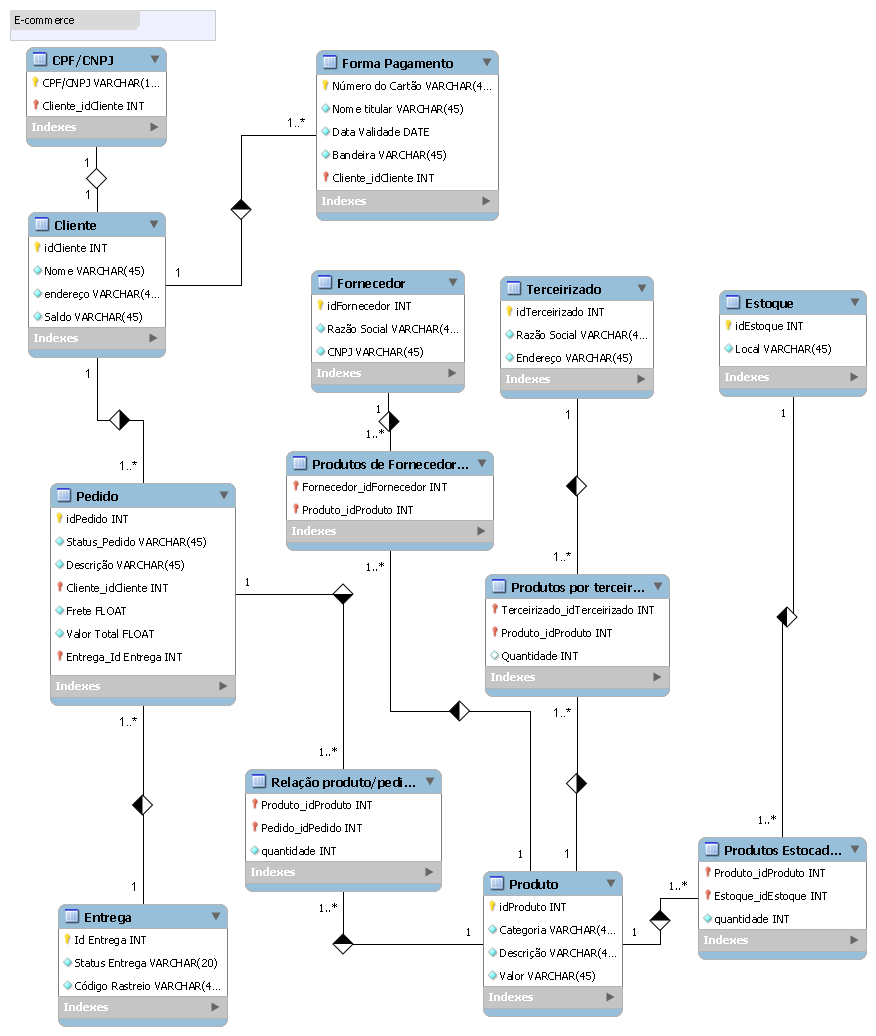 E-commerce
CPF/CNPJ
CPF/CNPJ VARCHAR(1...
Cliente_idCliente INT
Indexes
1
1
Cliente
idCliente INT
Nome VARCHAR(45)
endereço VARCHAR(4...
Saldo VARCHAR(45)
Indexes
1
1..*
Forma Pagamento
Número do Cartão VARCHAR(4...
Nome titular VARCHAR(45)
Data Validade DATE
Bandeira VARCHAR(45)
Cliente_idCliente INT
Indexes
Fornecedor
idFornecedor INT
Razão Social VARCHAR(4...
CNPJ VARCHAR(45)
Indexes
Terceirizado
idTerceirizado INT
Razão Social VARCHAR(4...
Endereço VARCHAR(45)
Indexes
Estoque
idEstoque INT
Local VARCHAR(45)
Indexes
1
1..*
1
1..*
1
1..*
1
1..*
Produtos de Fornecedor...
Fornecedor_idFornecedor INT
Produto_idProduto INT
Indexes
1..*
1
Pedido
idPedido INT
Status_Pedido VARCHAR(45)
Descrição VARCHAR(45)
Cliente_idCliente INT
Frete FLOAT
Valor Total FLOAT
Entrega_Id Entrega INT
Indexes
1
1..*
1..*
1
Produtos por terceir...
Terceirizado_idTerceirizado INT
Produto_idProduto INT
Quantidade INT
Indexes
1..*
1
Relação produto/pedi...
Produto_idProduto INT
Pedido_idPedido INT
quantidade INT
Indexes
1..*
1
Produto
idProduto INT
Categoria VARCHAR(4...
Descrição VARCHAR(4...
Valor VARCHAR(45)
Indexes
1
1..*
Produtos Estocad...
Produto_idProduto INT
Estoque_idEstoque INT
quantidade INT
Indexes
Entrega
Id Entrega INT
Status Entrega VARCHAR(20)
Código Rastreio VARCHAR(4...
Indexes